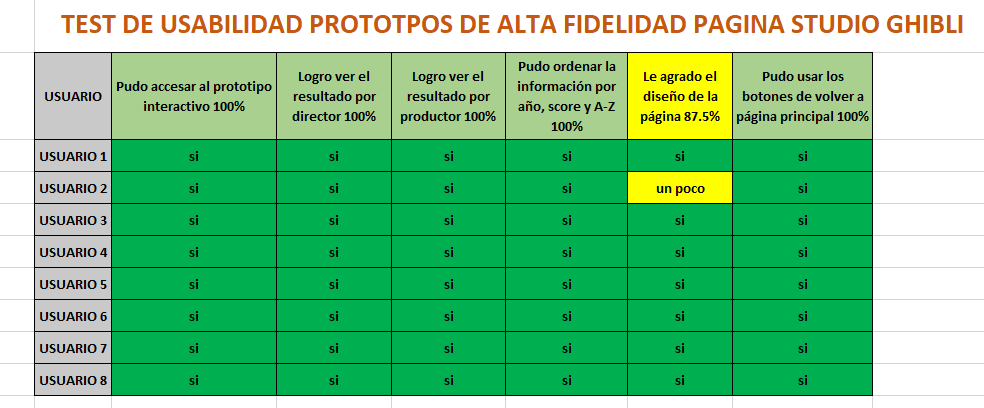 TEST DE USABILIDAD PROTOTPOS DE ALTA FIDELIDAD PAGINA STUDIO GHIBLI
USUARIO
Pudo accesar al prototipo
interactivo 100%
Logro ver el
resultado por
director 100%
Logro ver el
resultado por
productor 100%
Pudo ordenar la
información por
año, score y A-Z
100%
Le agrado el
diseño de la
página 87.5%
Pudo usar los
botones de volver a
página principal 100%
USUARIO 1 si si si si si si
USUARIO 2 si si si si un poco si
USUARIO 3 si si si si si si
USUARIO 4 si si si si si si
USUARIO 5 si si si si si si
USUARIO 6 si si si si si si
USUARIO 7 si si si si si si
USUARIO 8 si si si si si si